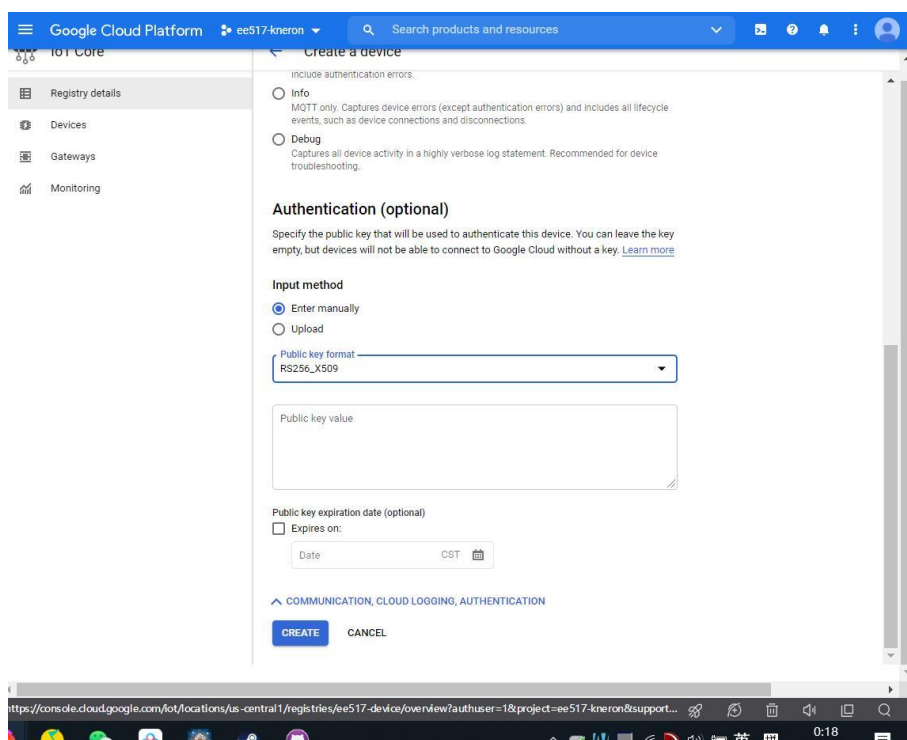 Google Cloud Platform ee517-kneron Search products and resources
IoT Core Create a device
include authentication errors.
Registry details
Devices
Gateways
Monitoring
Info
MQTT only. Captures device errors (except authentication errors) and includes all lifecycle
events, such as device connections and disconnections.
Debug
Captures all device activity in a highly verbose log statement. Recommended for device
troubleshooting.
Authentication (optional)
Specify the public key that will be used to authenticate this device. You can leave the key
empty, but devices will not be able to connect to Google Cloud without a key. Learn more
Input method
Enter manually
Upload
Public key format
RS256_X509
Public key value
Public key expiration date (optional)
Expires on:
Date CST
COMMUNICATION, CLOUD LOGGING, AUTHENTICATION
CREATE CANCEL
https://console.cloud.google.com/iot/locations/us-central1/registries/ee517-device/overview?authuser=1&project=ee517-kneron&support...
英 0:18